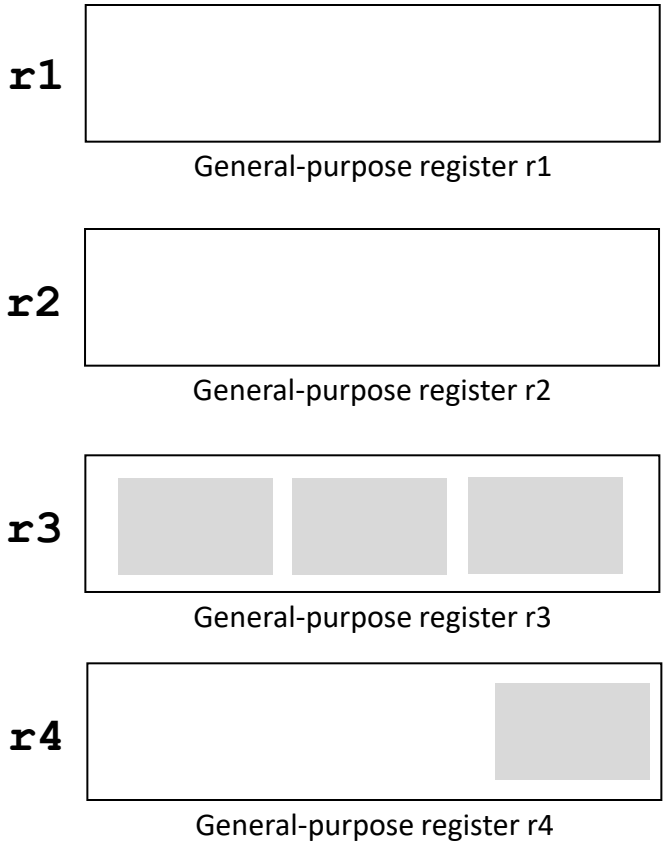 r1
General-purpose register r1
r2
General-purpose register r2
r3
General-purpose register r3
r4
General-purpose register r4